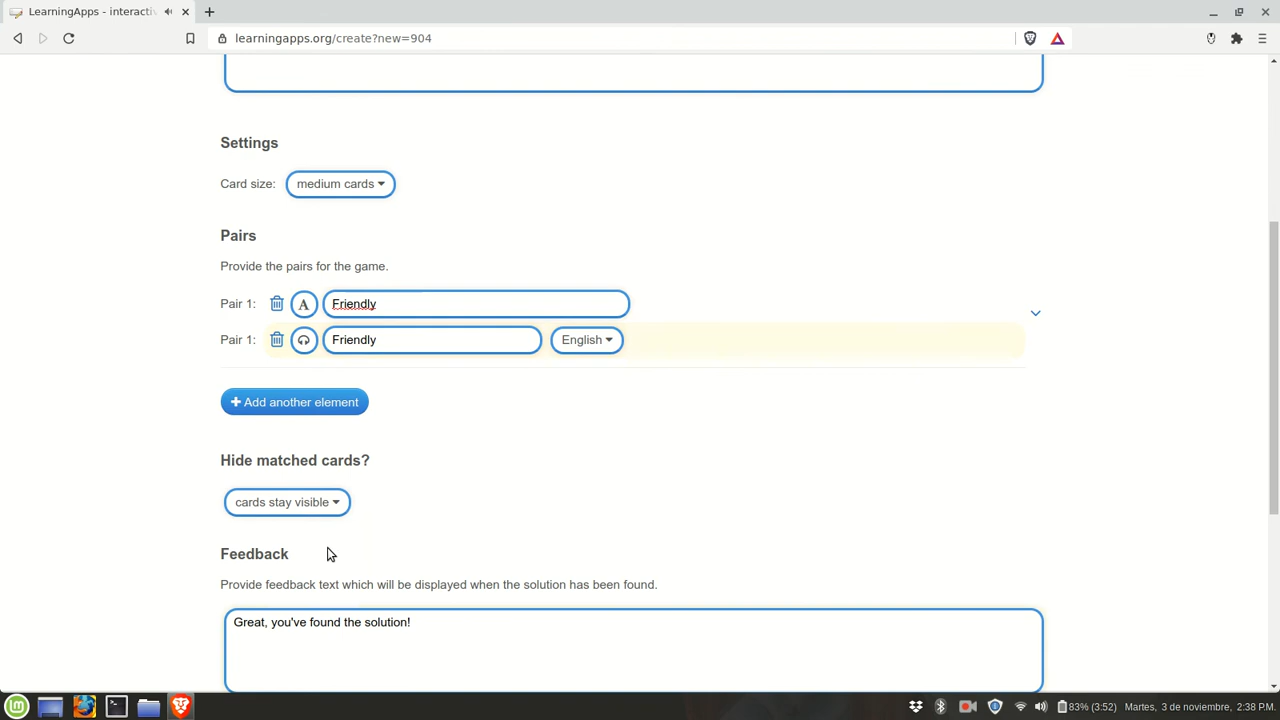 LearningApps - interacti
learningapps.org/create?new=904
Settings
Card size: medium cards
Pairs
Provide the pairs for the game.
Pair 1: A Friendly
Pair 1: Friendly English
+ Add another element
Hide matched cards?
cards stay visible
Feedback
Provide feedback text which will be displayed when the solution has been found.
Great, you've found the solution!
83% (3:52) Martes, 3 de noviembre, 2:38 P.M.